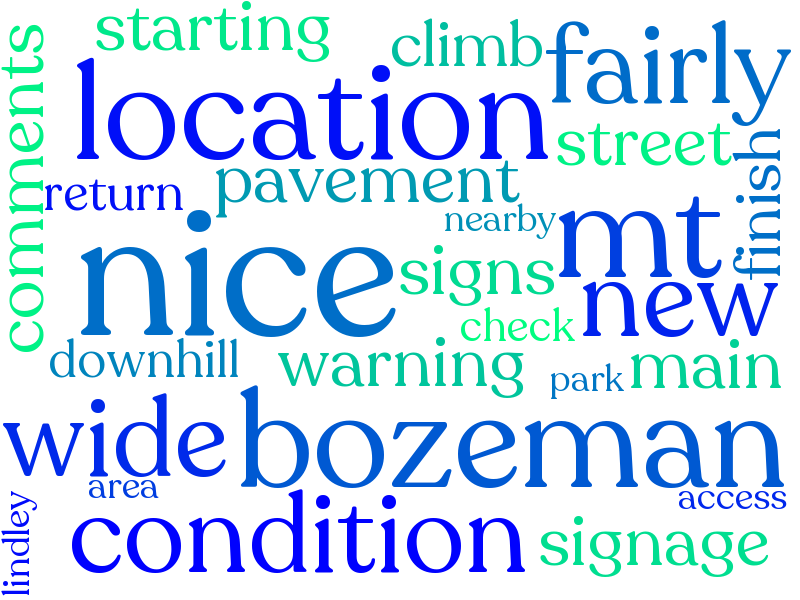 starting
climb
fairly
comments
location
street
finish
return
pavement
nearby
mt
nice
signs
new
check
downhill
warning
park
main
wide
bozeman
area
access
lindley
condition
signage